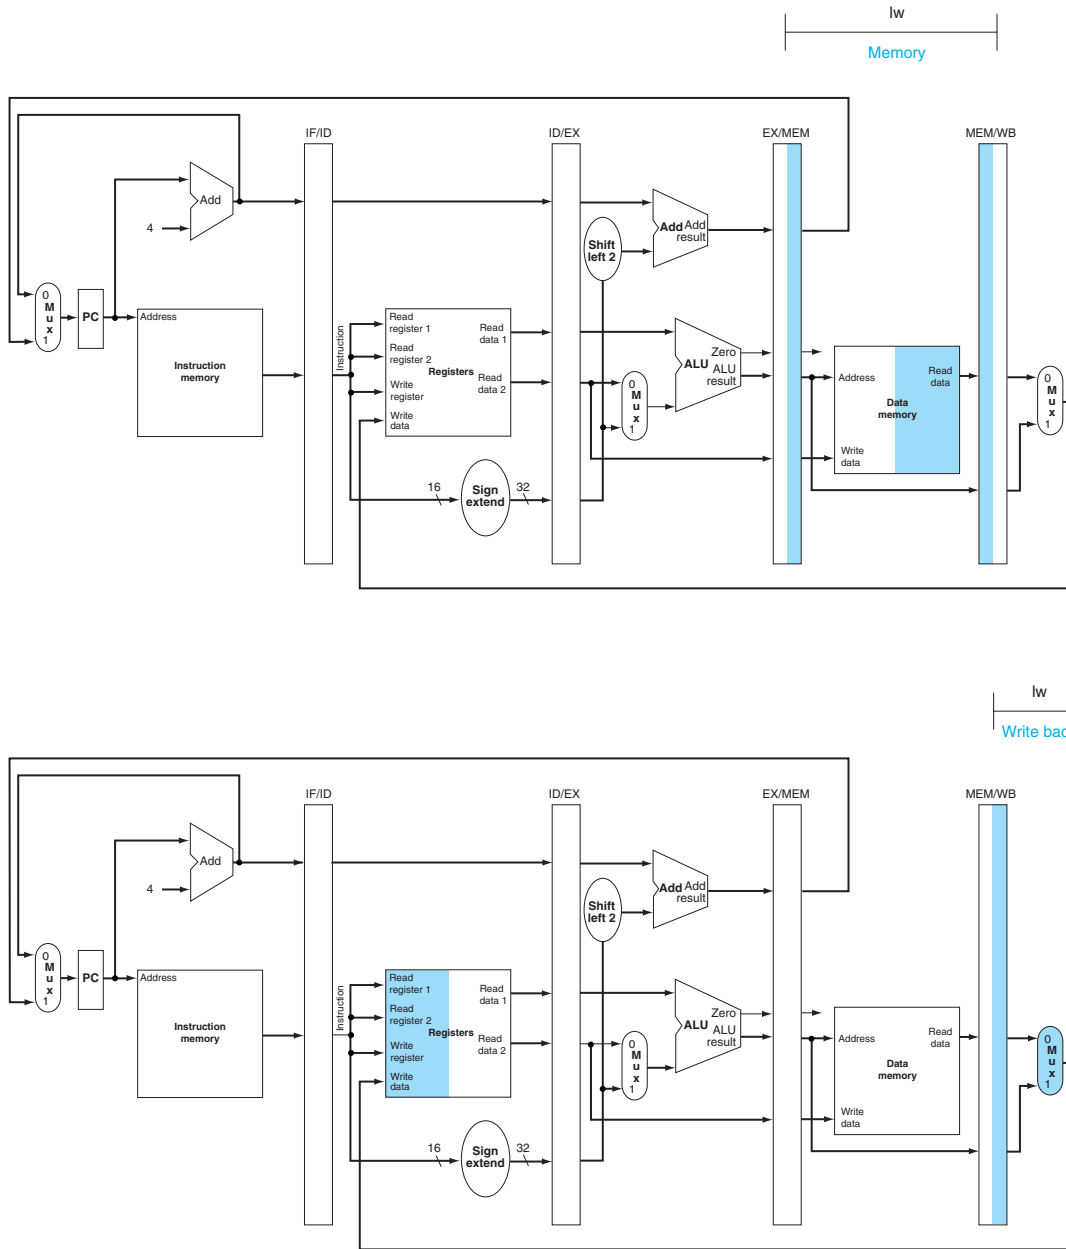 lw
Memory
IF/ID
ID/EX
EX/MEM
MEM/WB
Add
4
Shift
left 2
Add Add
result
0
M
u
x
1
PC
Address
Instruction
memory
Instruction
Read
register 1
Read
register 2
Write
register
Write
data
Registers
Read
data 1
Read
data 2
16
Sign
extend
32
0
M
u
x
1
Zero
ALU ALU
result
Address
Write
data
Data
memory
Read
data
0
M
u
x
1
lw
Write bac
IF/ID
ID/EX
EX/MEM
MEM/WB
Add
4
Shift
left 2
Add Add
result
0
M
u
x
1
PC
Address
Instruction
memory
Instruction
Read
register 1
Read
register 2
Write
register
Write
data
Registers
Read
data 1
Read
data 2
16
Sign
extend
32
0
M
u
x
1
Zero
ALU ALU
result
Address
Write
data
Data
memory
Read
data
0
M
u
x
1